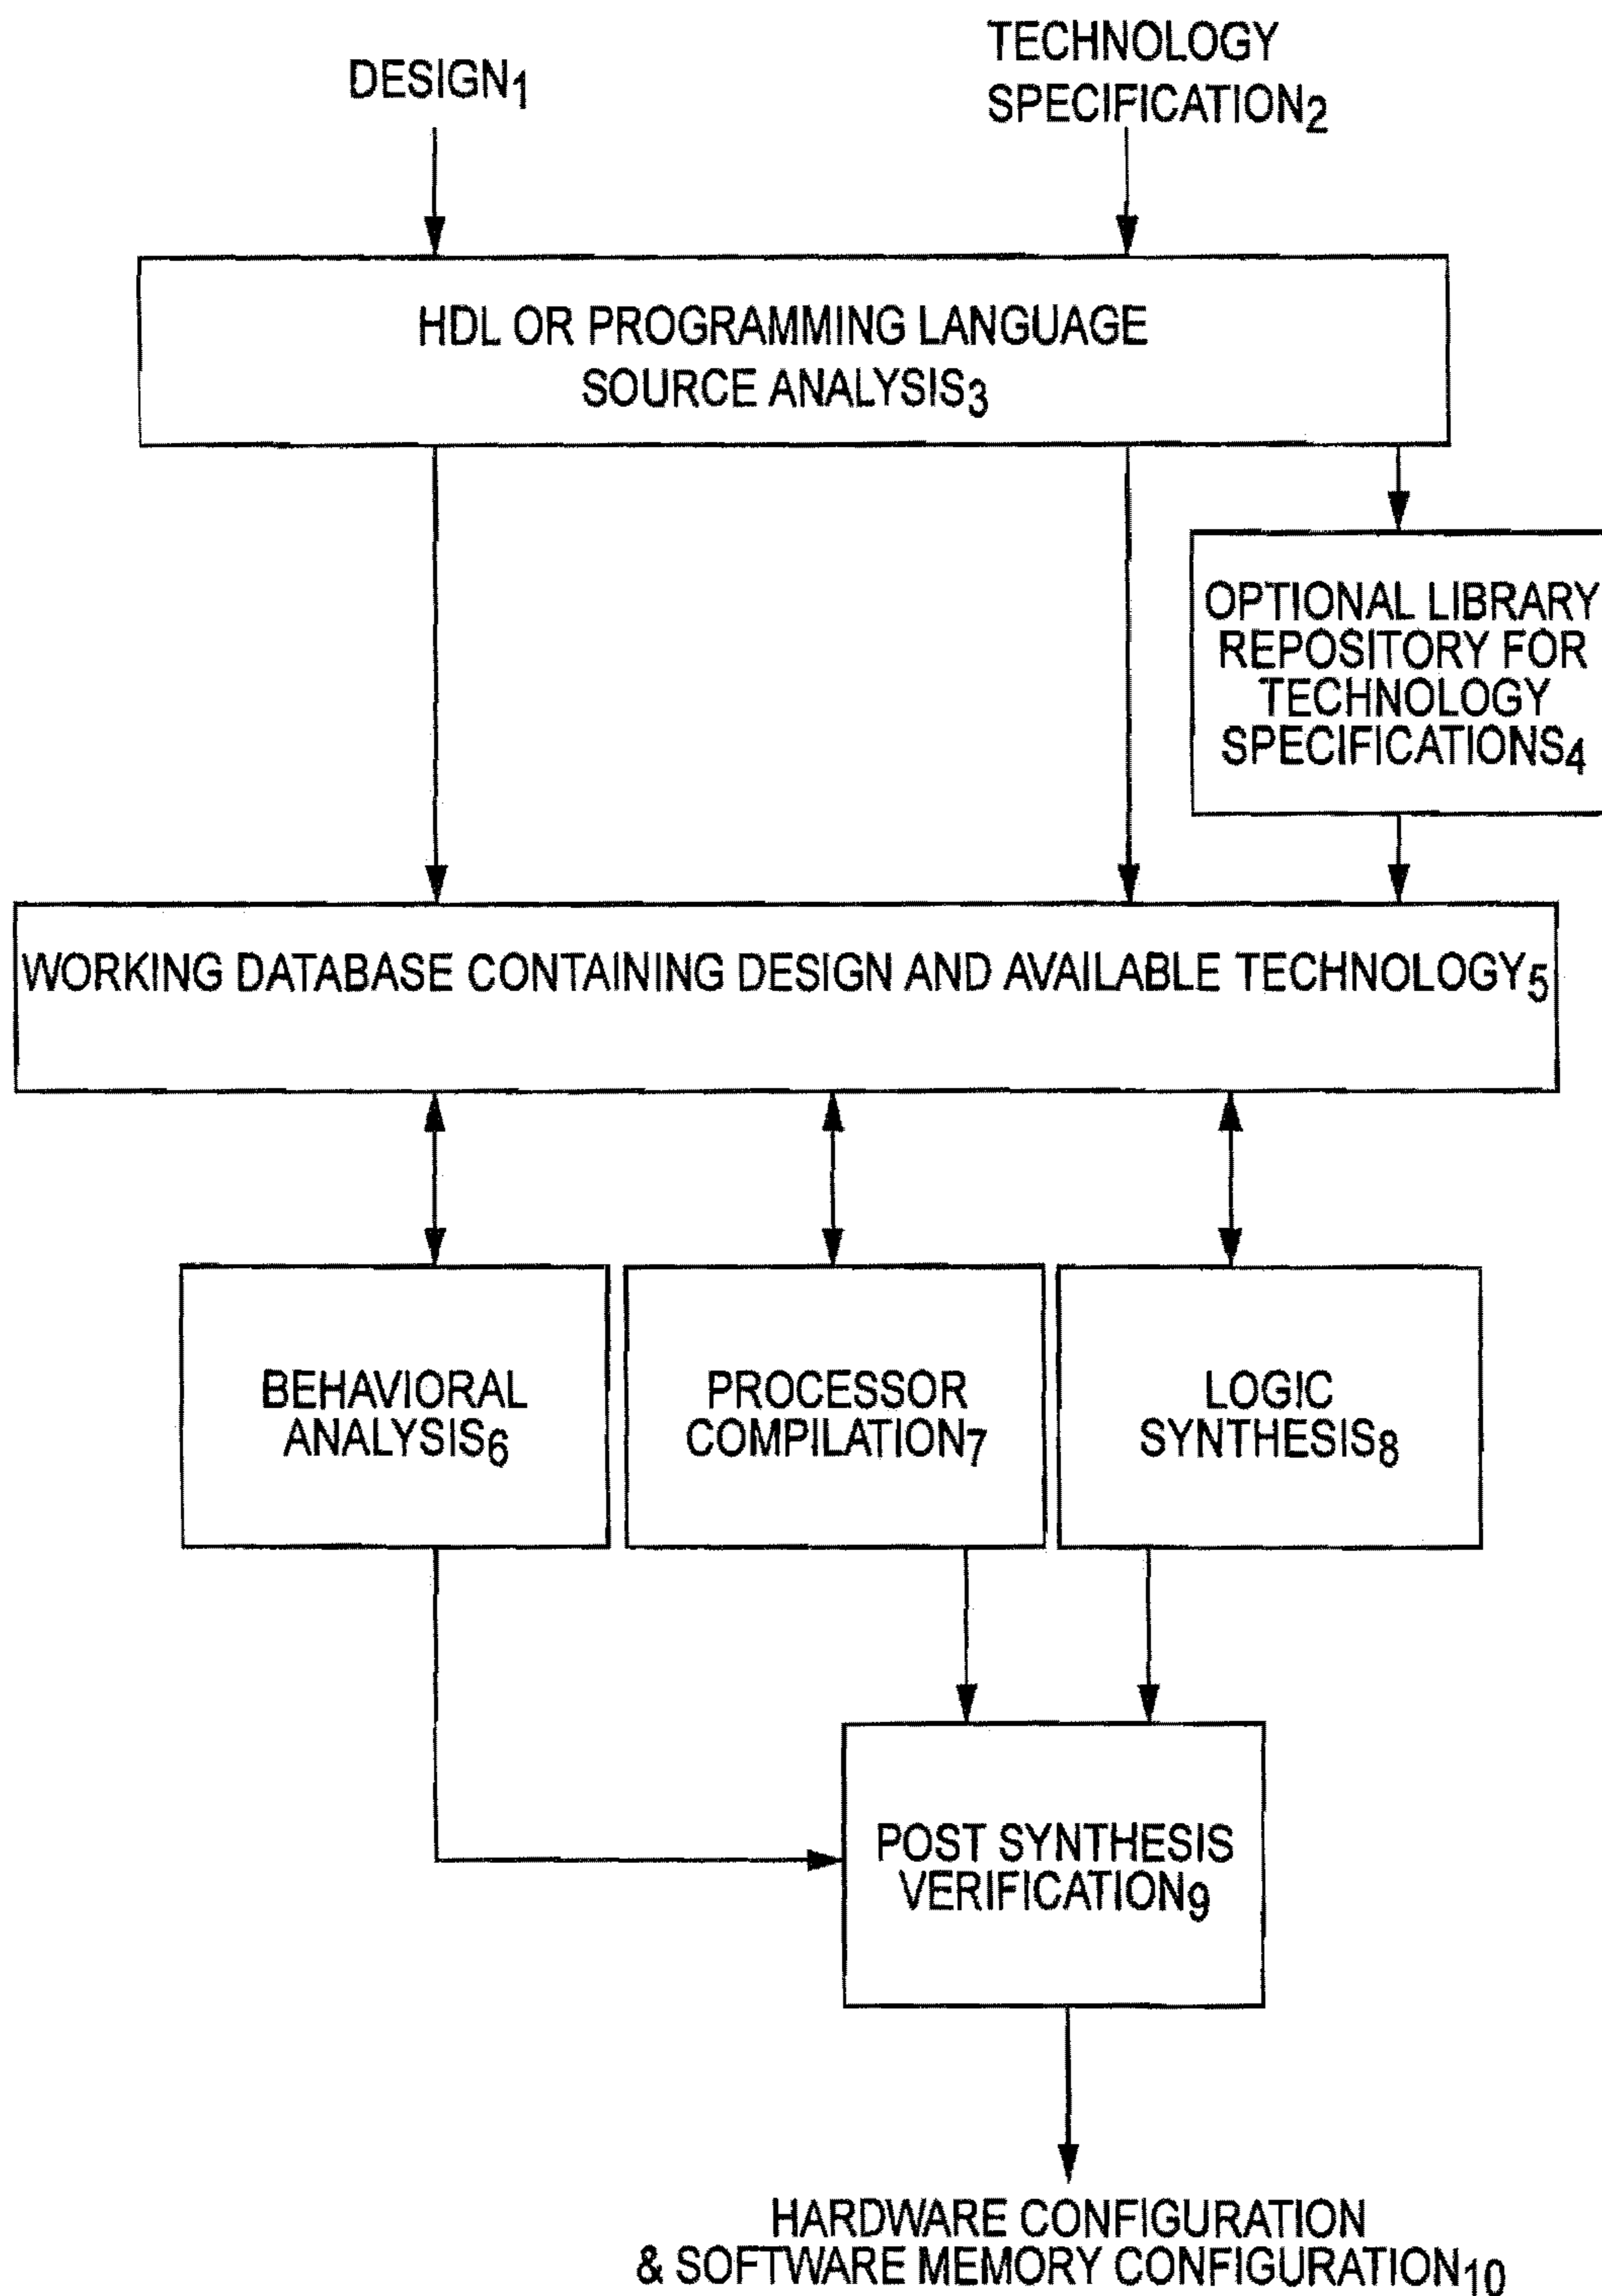 DESIGN1
TECHNOLOGY
SPECIFICATION2
HDL OR PROGRAMMING LANGUAGE
SOURCE ANALYSIS3
OPTIONAL LIBRARY
REPOSITORY FOR
TECHNOLOGY
SPECIFICATIONS4
WORKING DATABASE CONTAINING DESIGN AND AVAILABLE TECHNOLOGY5
BEHAVIORAL
ANALYSIS6
PROCESSOR
COMPILATION7
LOGIC
SYNTHESIS8
POST SYNTHESIS
VERIFICATION9
HARDWARE CONFIGURATION
& SOFTWARE MEMORY CONFIGURATION10